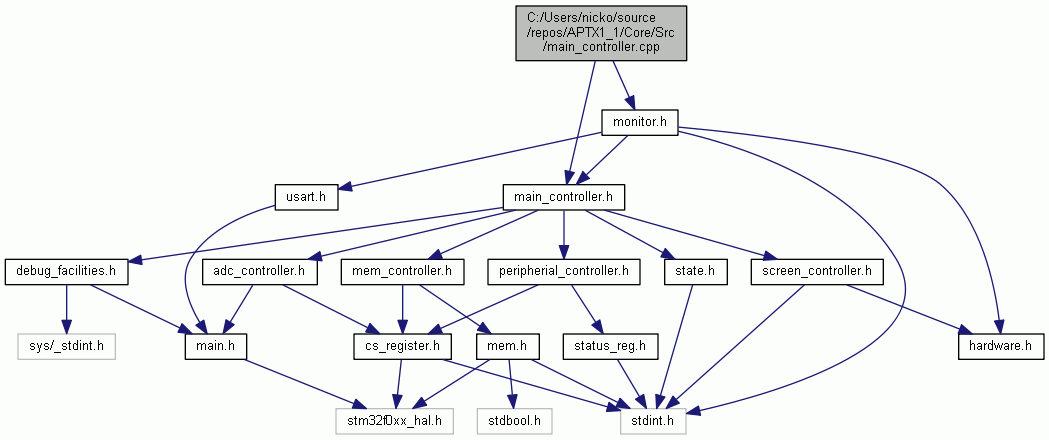 C:/Users/nicko/source
/repos/APTX1_1/Core/Src
/main_controller.cpp
monitor.h
usart.h
main_controller.h
debug_facilities.h
adc_controller.h
mem_controller.h
peripherial_controller.h
state.h
screen_controller.h
sys/_stdint.h
main.h
cs_register.h
mem.h
status_reg.h
hardware.h
stm32f0xx_hal.h
stdbool.h
stdint.h